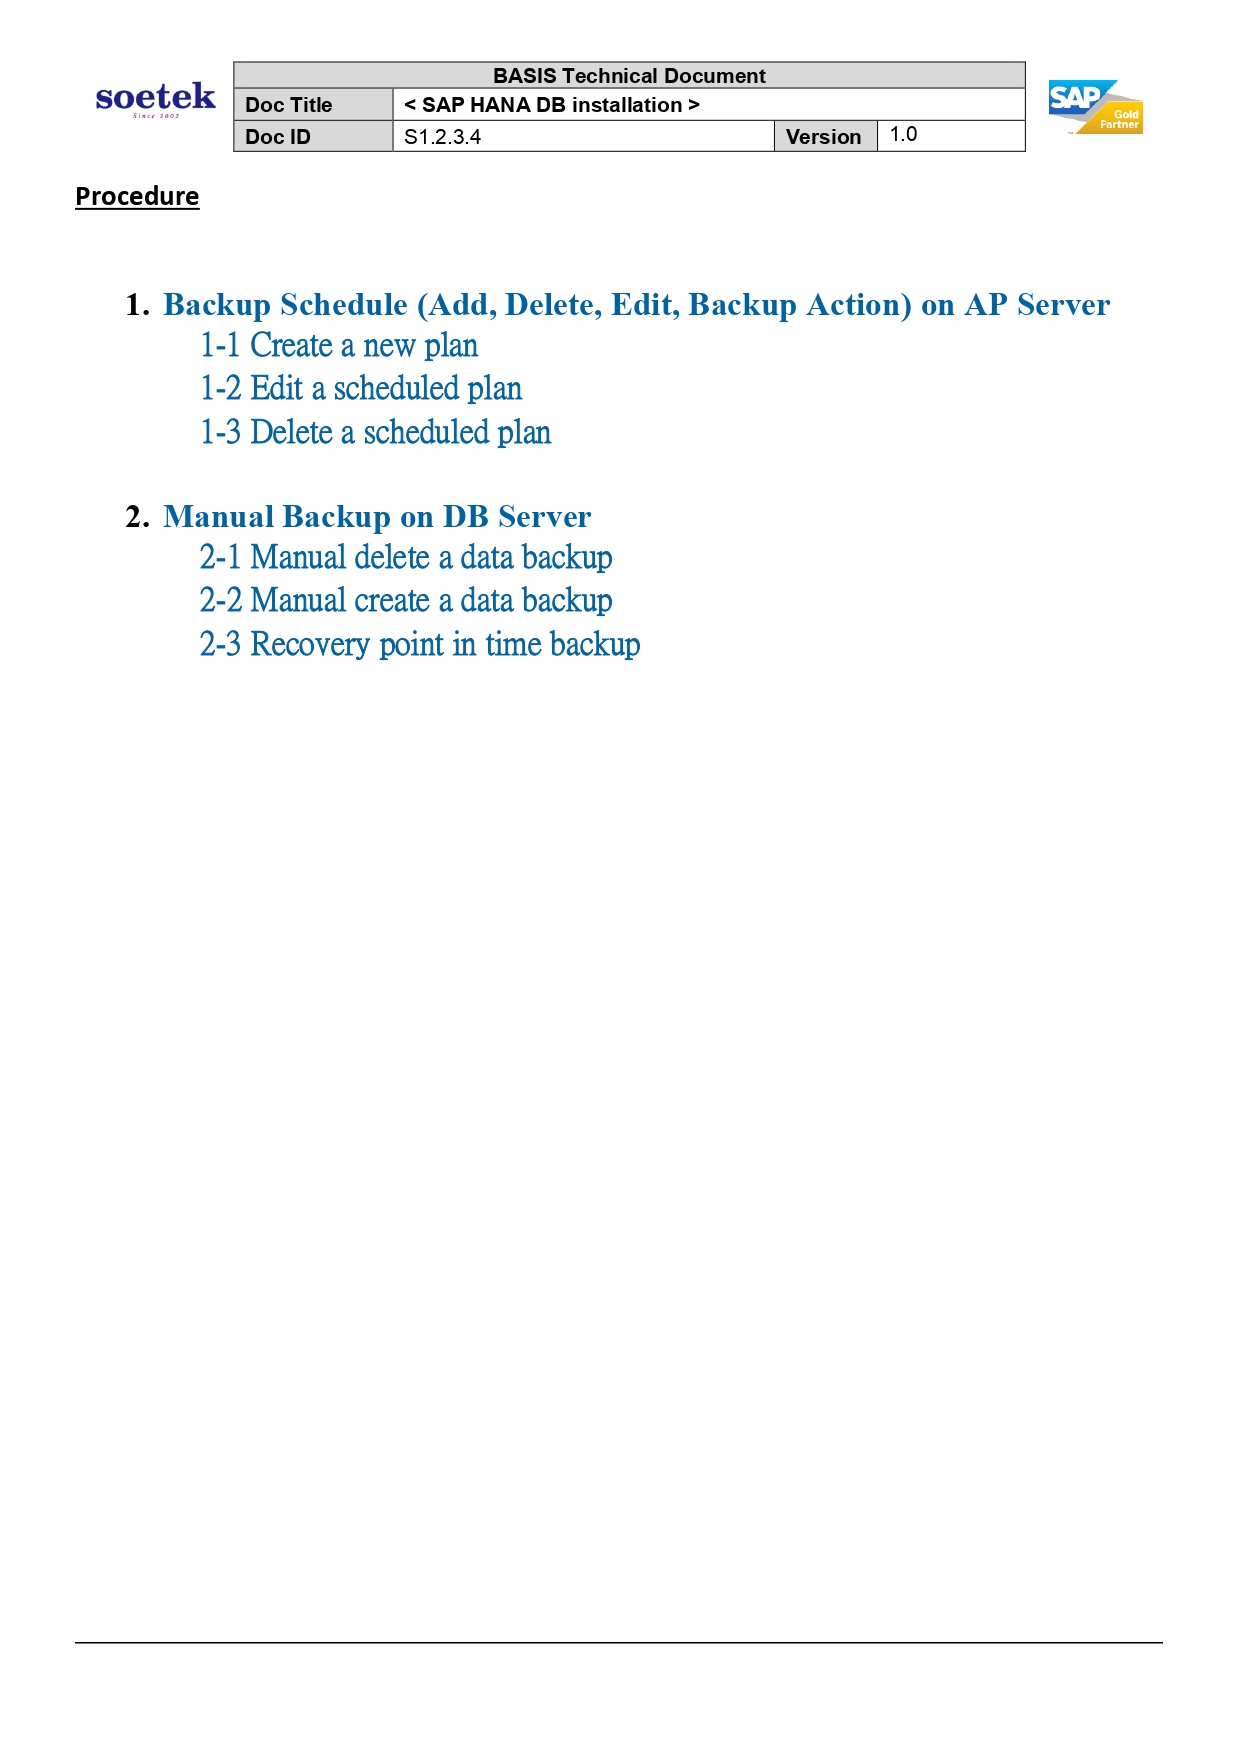 soetek
Since 2002
BASIS Technical Document
Doc Title < SAP HANA DB installation >
Doc ID S1.2.3.4 Version 1.0
SAP Gold
Partner
Procedure
1. Backup Schedule (Add, Delete, Edit, Backup Action) on AP Server
1-1 Create a new plan
1-2 Edit a scheduled plan
1-3 Delete a scheduled plan
2. Manual Backup on DB Server
2-1 Manual delete a data backup
2-2 Manual create a data backup
2-3 Recovery point in time backup